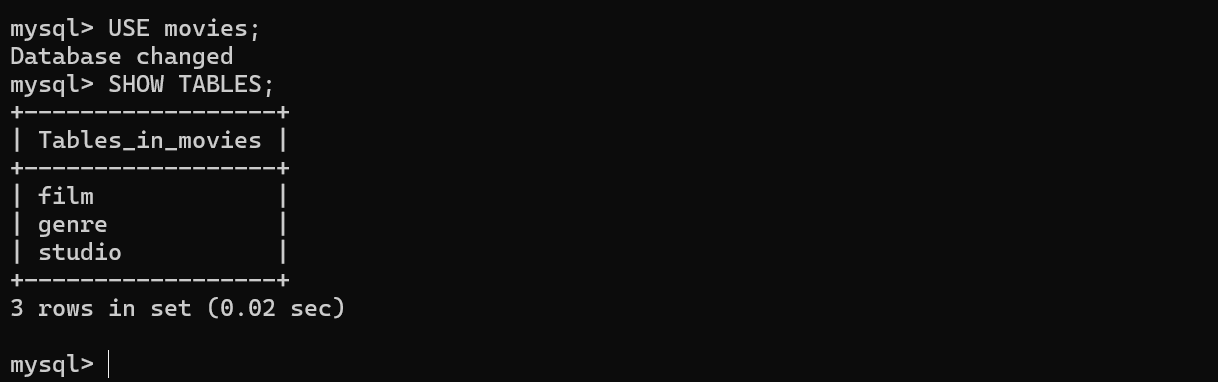 mysql> USE movies;
Database changed
mysql> SHOW TABLES;
+------------------+
| Tables_in_movies |
+------------------+
| film             |
| genre            |
| studio           |
+------------------+
3 rows in set (0.02 sec)
mysql>